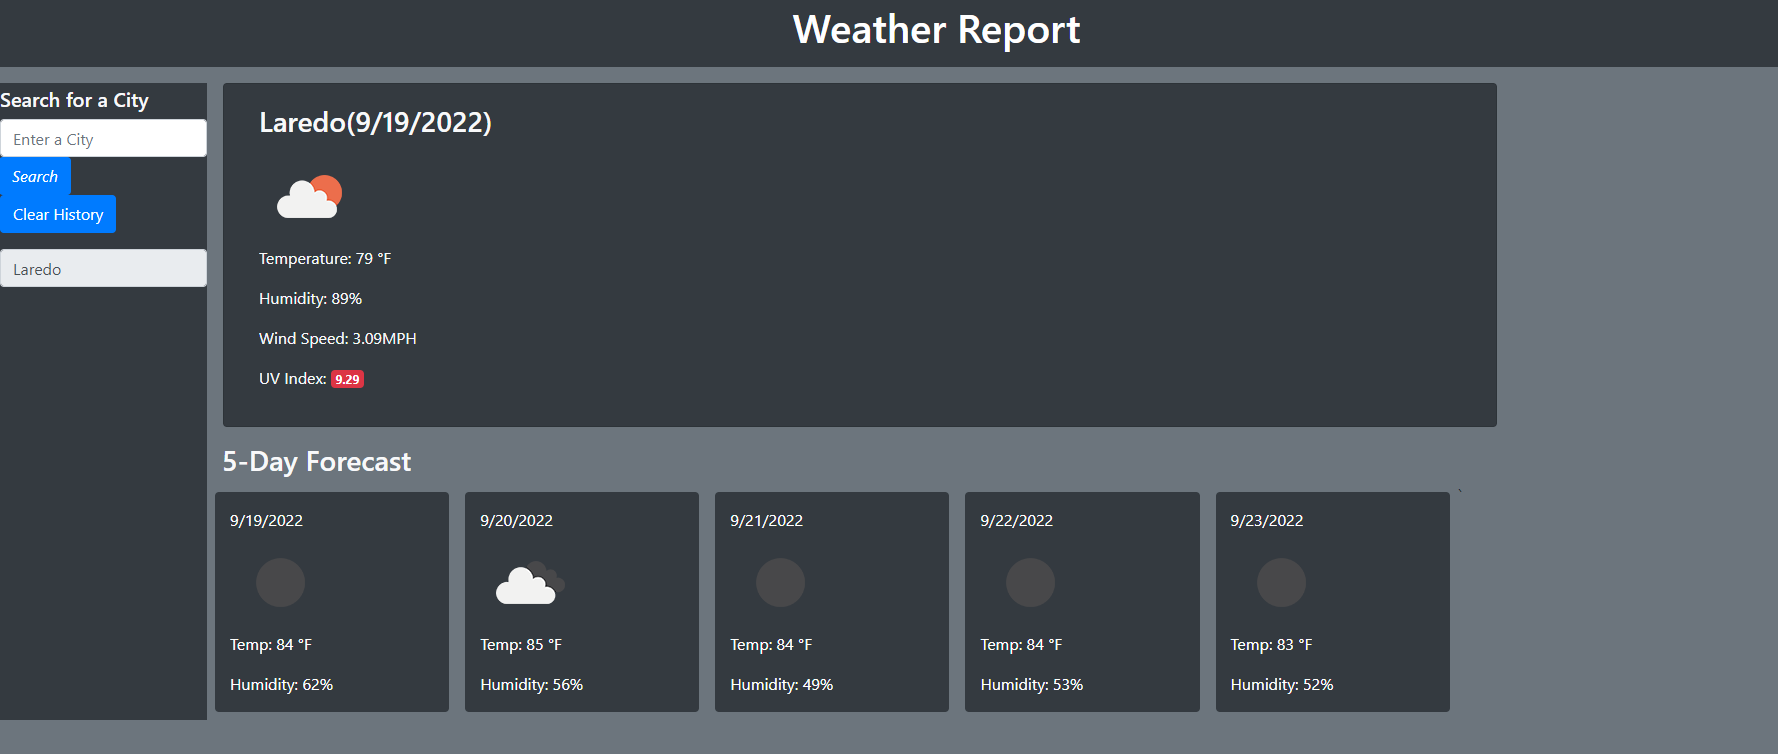 Weather Report
Search for a City
Enter a City
Search
Clear History
Laredo
Laredo(9/19/2022)
Temperature: 79 °F
Humidity: 89%
Wind Speed: 3.09MPH
UV Index: 9.29
5-Day Forecast
9/19/2022
Temp: 84 °F
Humidity: 62%
9/20/2022
Temp: 85 °F
Humidity: 56%
9/21/2022
Temp: 84 °F
Humidity: 49%
9/22/2022
Temp: 84 °F
Humidity: 53%
9/23/2022
Temp: 83 °F
Humidity: 52%
`